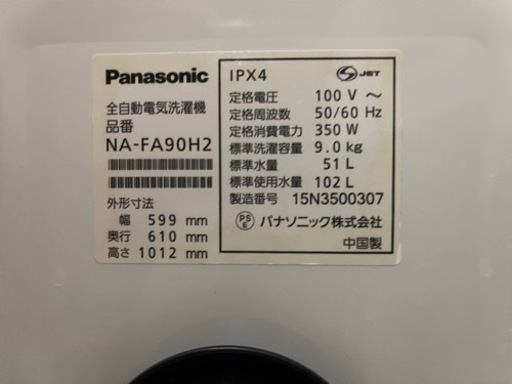 Panasonic
全自動電気洗濯機
品番
NA-FA90H2
外形寸法
幅 599 mm
奥行 610 mm
高さ 1012 mm
IPX4
S JET
定格電圧 100 V ～
定格周波数 50/60 Hz
定格消費電力 350 W
標準洗濯容量 9.0 kg
標準水量 51 L
標準使用水量 102 L
製造番号 15N3500307
PS E パナソニック株式会社
中国製